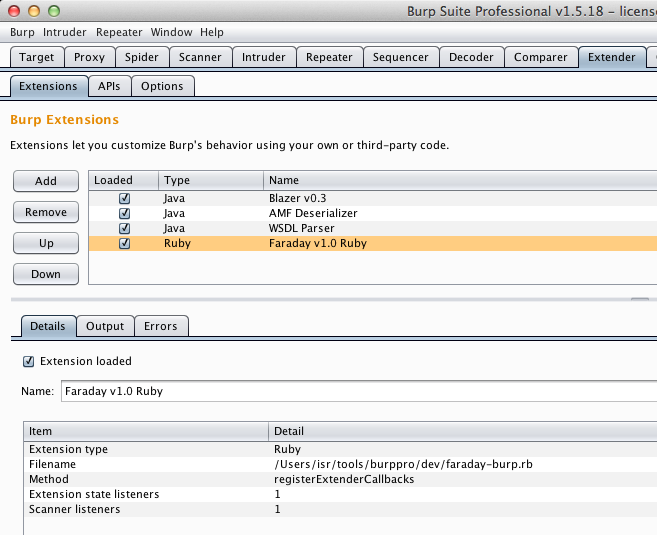 Burp Suite Professional v1.5.18 – license
Burp Intruder Repeater Window Help
Target Proxy Spider Scanner Intruder Repeater Sequencer Decoder Comparer Extender
Extensions APIs Options
Burp Extensions
Extensions let you customize Burp's behavior using your own or third-party code.
Add
Remove
Up
Down
Loaded Type Name
Java Blazer v0.3
Java AMF Deserializer
Java WSDL Parser
Ruby Faraday v1.0 Ruby
Details Output Errors
Extension loaded
Name: Faraday v1.0 Ruby
Item Detail
Extension type Ruby
Filename /Users/isr/tools/burppro/dev/faraday-burp.rb
Method registerExtenderCallbacks
Extension state listeners 1
Scanner listeners 1